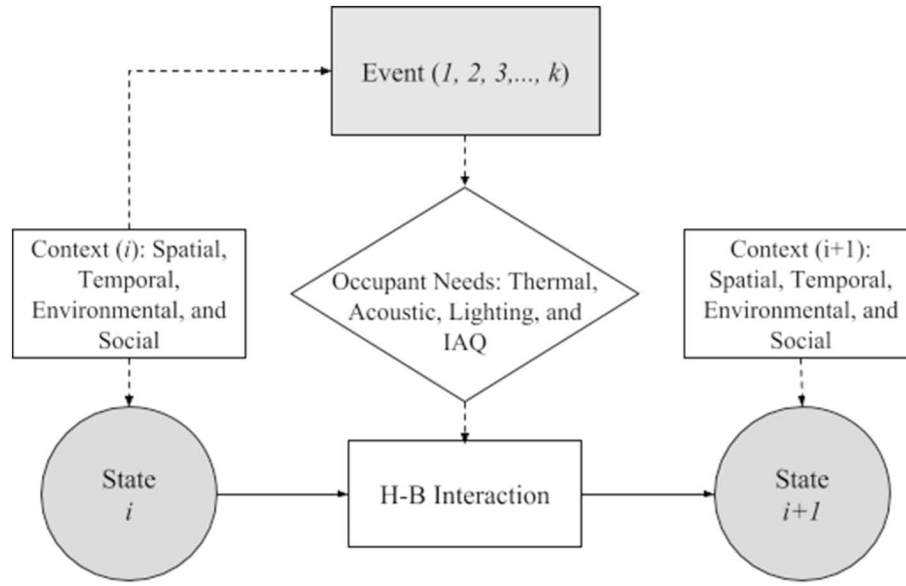 Event (1, 2, 3,..., k)
Context (i): Spatial,
Temporal,
Environmental, and
Social
Occupant Needs: Thermal,
Acoustic, Lighting, and
IAQ
Context (i+1):
Spatial, Temporal,
Environmental, and
Social
State
i
H-B Interaction
State
i+1